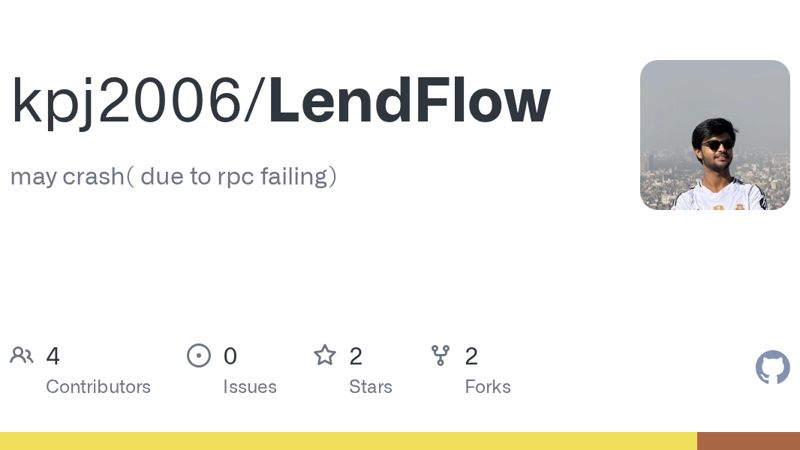 kpj2006/LendFlow
may crash( due to rpc failing)
4
Contributors
0
Issues
2
Stars
2
Forks